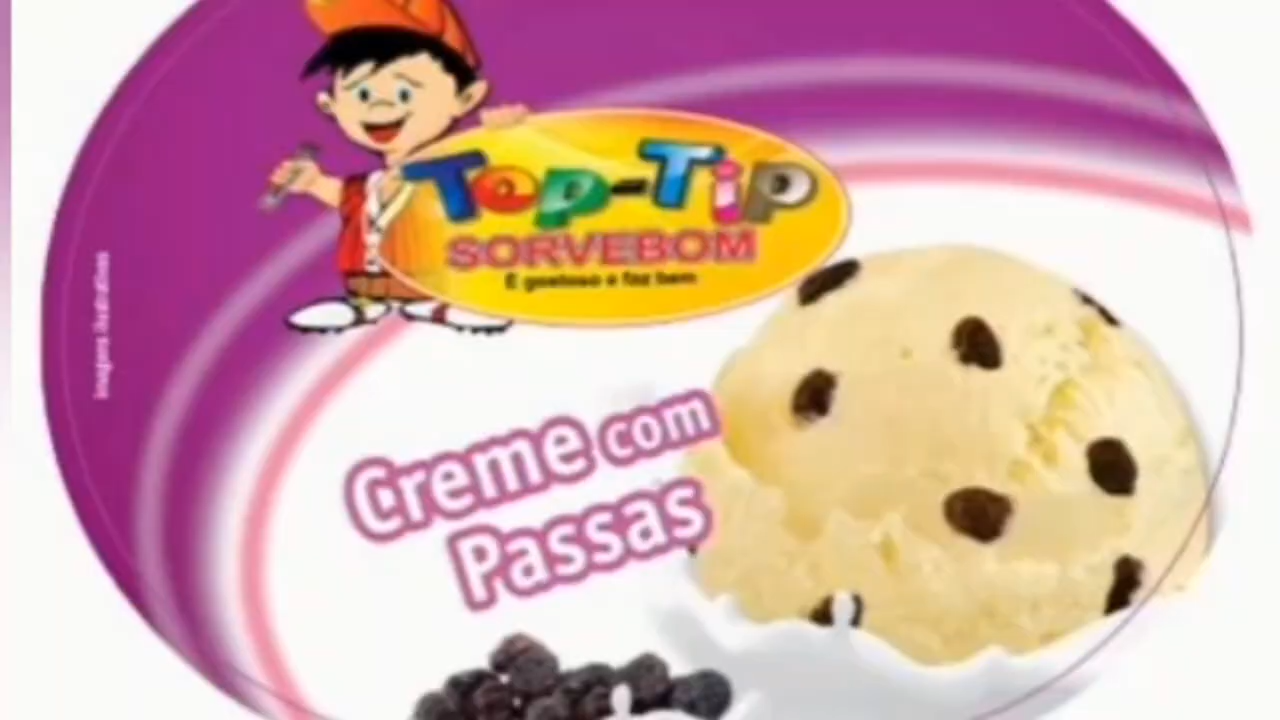 Top-Tip
SORVEBOM
É gostoso e faz bem
Creme com
Passas